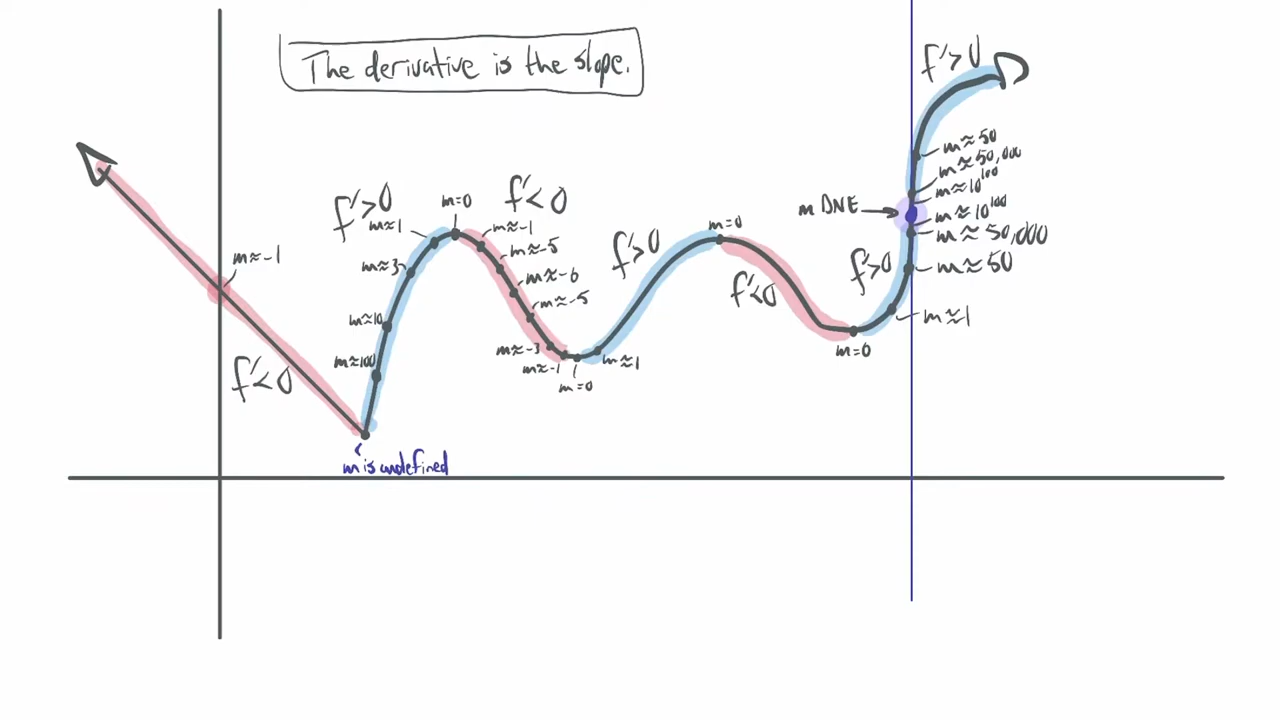 The derivative is the slope.
f'>0
m≈50
m≈50,000
m≈10^100
m DNE
m≈10^100
m≈50,000
m≈50
f'>0
m≈1
m=0
f'<0
m=0
f'>0
f'>0
m≈1
m=0
f'<0
m≈-1
m≈-5
m≈-6
m≈-5
m≈3
m≈10
m≈100
m≈-3
m≈-1
m=0
m≈1
m≈-1
f'<0
m is undefined